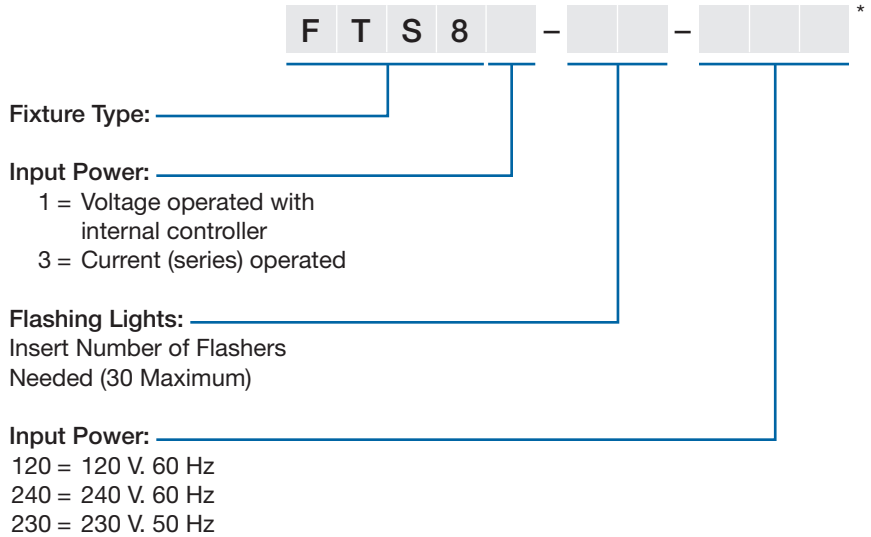 F T S 8 – – *
Fixture Type:
Input Power:
1 = Voltage operated with
internal controller
3 = Current (series) operated
Flashing Lights:
Insert Number of Flashers
Needed (30 Maximum)
Input Power:
120 = 120 V. 60 Hz
240 = 240 V. 60 Hz
230 = 230 V. 50 Hz